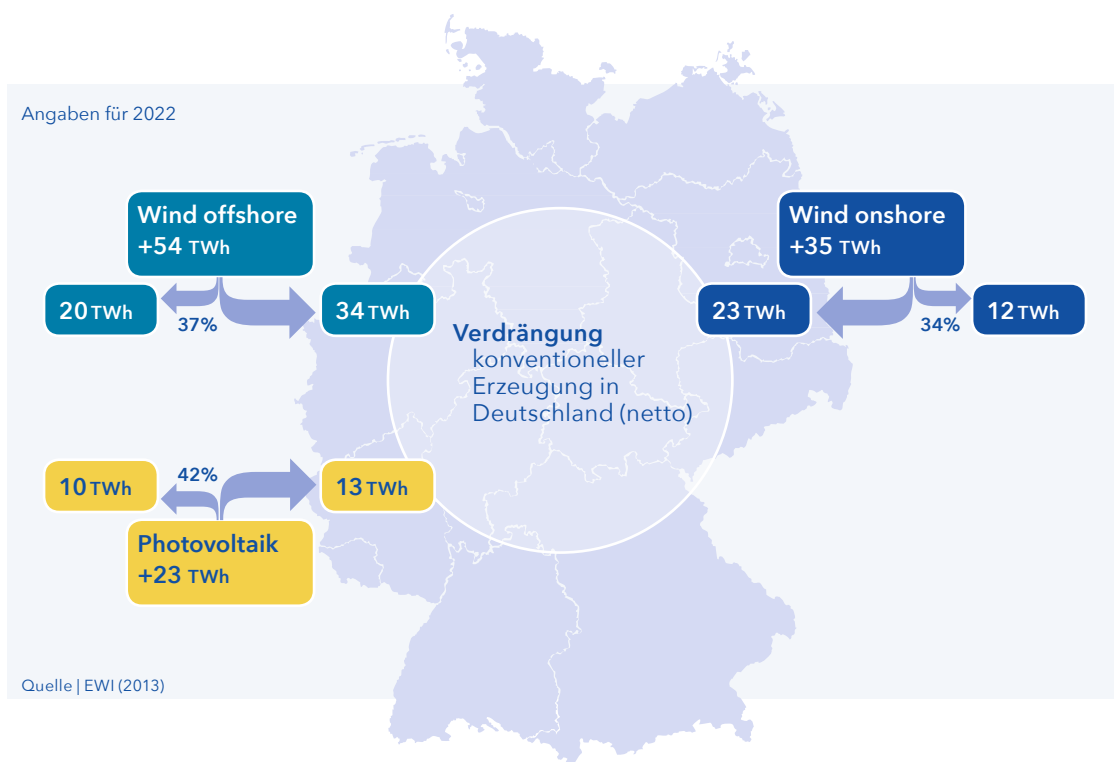 Angaben für 2022
Wind offshore
+54 TWh
20 TWh
37%
34 TWh
Wind onshore
+35 TWh
23 TWh
34%
12 TWh
Verdrängung
konventioneller
Erzeugung in
Deutschland (netto)
10 TWh
42%
13 TWh
Photovoltaik
+23 TWh
Quelle | EWI (2013)